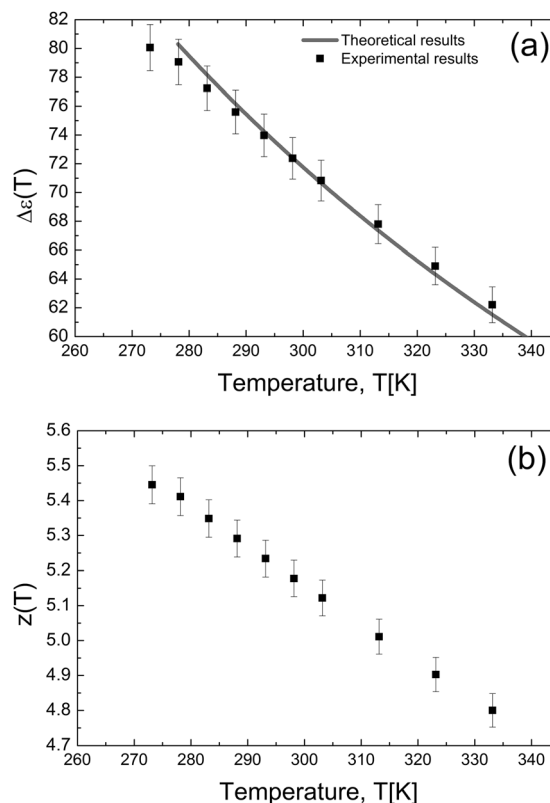 82
80
78
76
74
72
70
68
66
64
62
60
Δε(T)
Theoretical results
Experimental results
(a)
260 270 280 290 300 310 320 330 340
Temperature, T[K]
5.6
5.5
5.4
5.3
5.2
5.1
5.0
4.9
4.8
4.7
z(T)
(b)
260 270 280 290 300 310 320 330 340
Temperature, T[K]